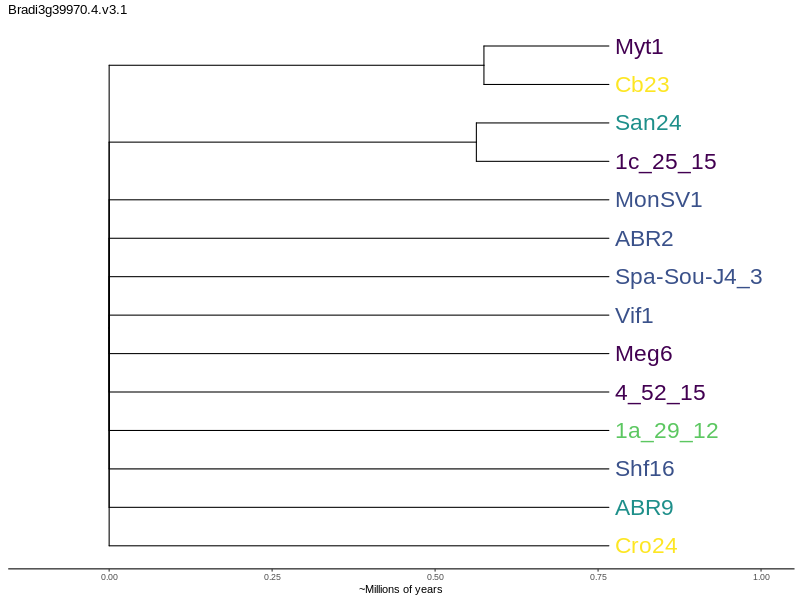 Bradi3g39970.4.v3.1
Myt1
Cb23
San24
1c_25_15
MonSV1
ABR2
Spa-Sou-J4_3
Vif1
Meg6
4_52_15
1a_29_12
Shf16
ABR9
Cro24
0.00 0.25 0.50 0.75 1.00
~Millions of years